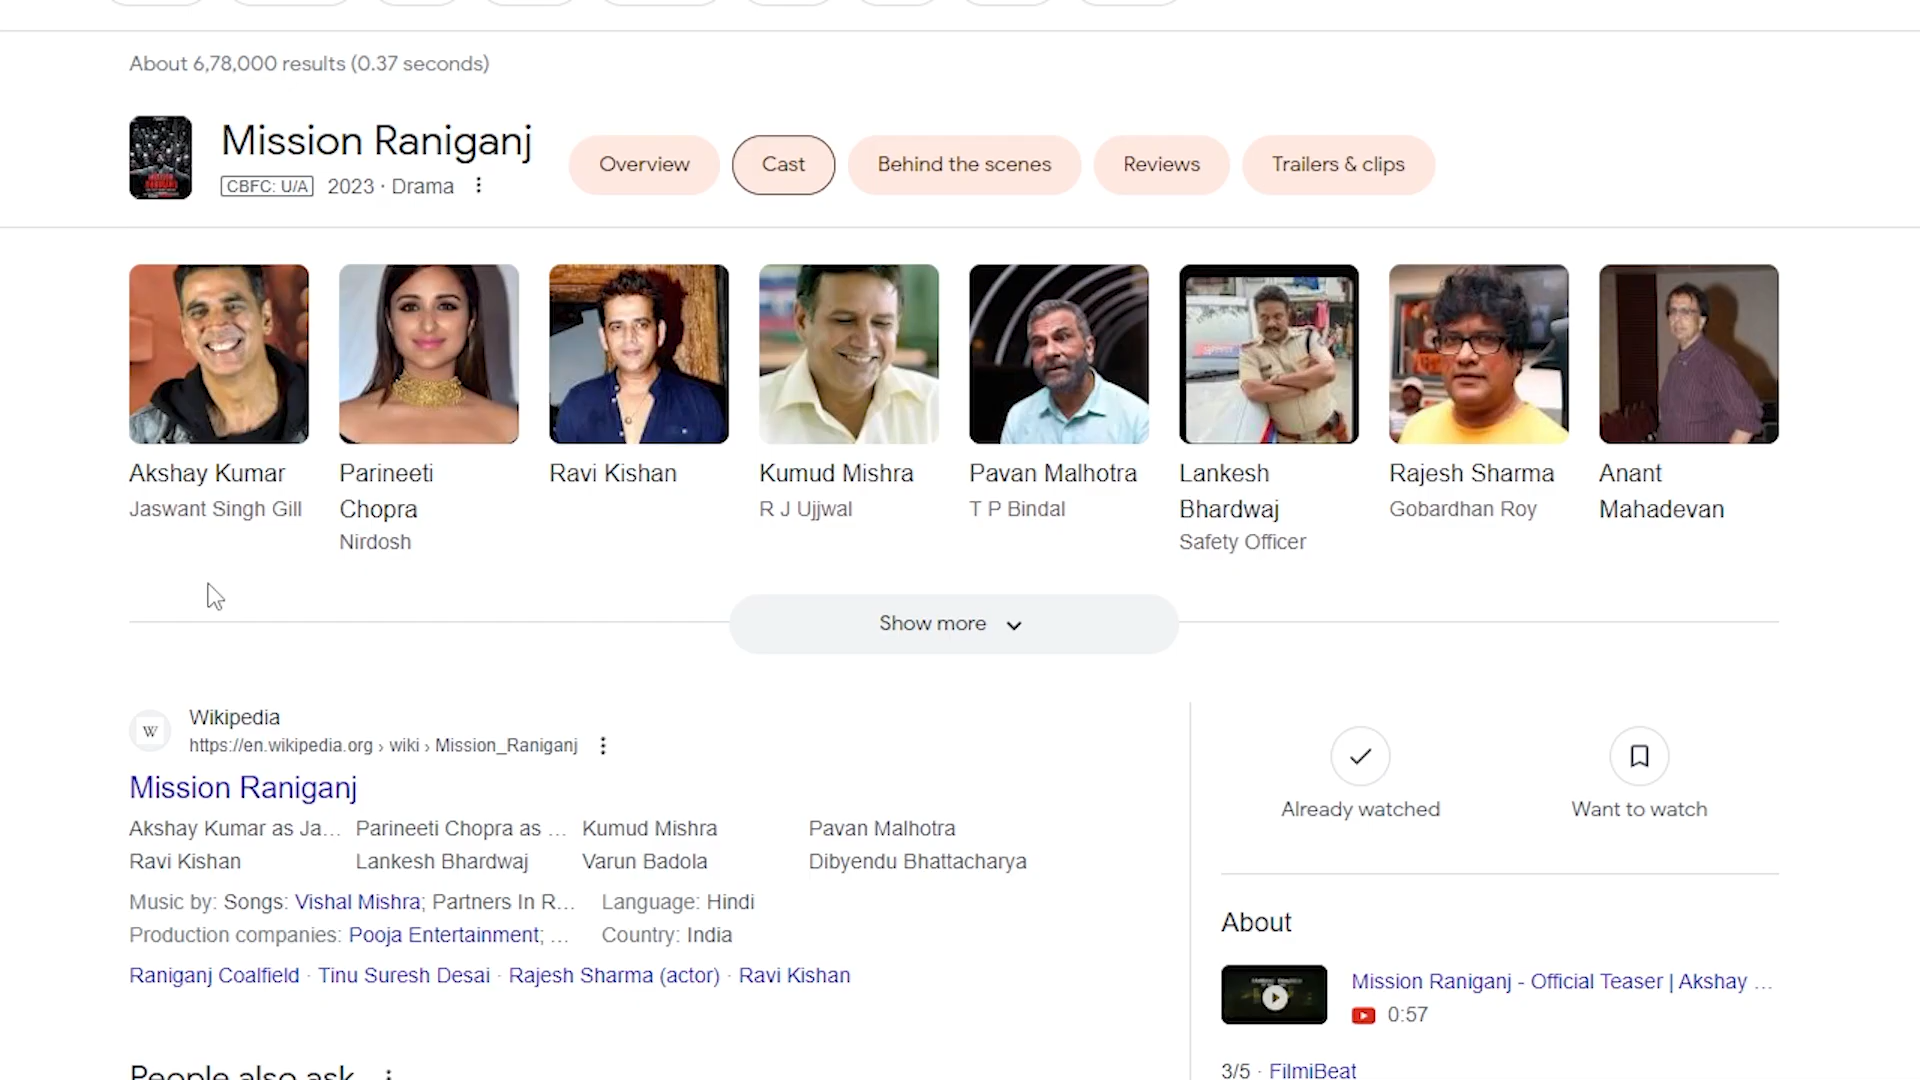 About 6,78,000 results (0.37 seconds)
Mission Raniganj
CBFC: U/A 2023 · Drama
Overview
Cast
Behind the scenes
Reviews
Trailers & clips
Akshay Kumar
Jaswant Singh Gill
Parineeti
Chopra
Nirdosh
Ravi Kishan
Kumud Mishra
R J Ujjwal
Pavan Malhotra
T P Bindal
Lankesh
Bhardwaj
Safety Officer
Rajesh Sharma
Gobardhan Roy
Anant
Mahadevan
Show more
W
Wikipedia
https://en.wikipedia.org › wiki › Mission_Raniganj
Mission Raniganj
Akshay Kumar as Ja... Parineeti Chopra as ... Kumud Mishra Pavan Malhotra
Ravi Kishan Lankesh Bhardwaj Varun Badola Dibyendu Bhattacharya
Music by: Songs: Vishal Mishra; Partners In R... Language: Hindi
Production companies: Pooja Entertainment; ... Country: India
Raniganj Coalfield · Tinu Suresh Desai · Rajesh Sharma (actor) · Ravi Kishan
People also ask
Already watched
Want to watch
About
Mission Raniganj - Official Teaser | Akshay ...
0:57
3/5 · FilmiBeat